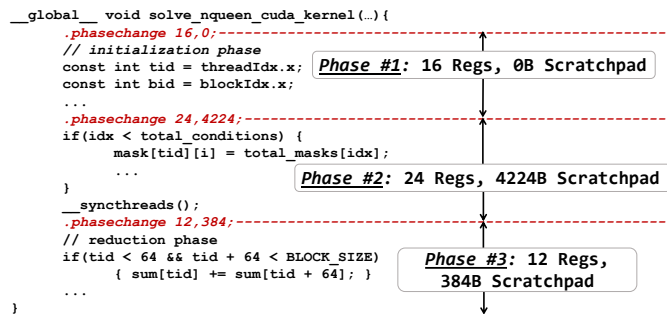 __global__ void solve_nqueen_cuda_kernel(…){
.phasechange 16,0;
// initialization phase
const int tid = threadIdx.x;
const int bid = blockIdx.x;
...
Phase #1: 16 Regs, 0B Scratchpad
.phasechange 24,4224;
if(idx < total_conditions) {
mask[tid][i] = total_masks[idx];
...
}
__syncthreads();
Phase #2: 24 Regs, 4224B Scratchpad
.phasechange 12,384;
// reduction phase
if(tid < 64 && tid + 64 < BLOCK_SIZE)
{ sum[tid] += sum[tid + 64]; }
...
}
Phase #3: 12 Regs,
384B Scratchpad